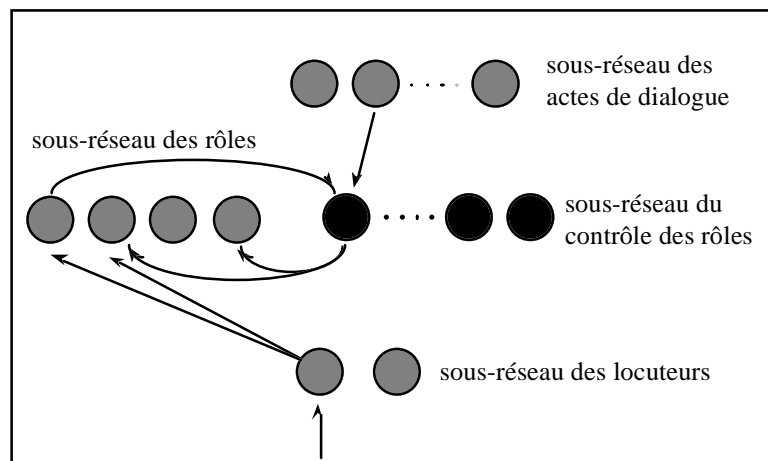 sous-réseau des
actes de dialogue
sous-réseau des rôles
sous-réseau du
contrôle des rôles
sous-réseau des locuteurs